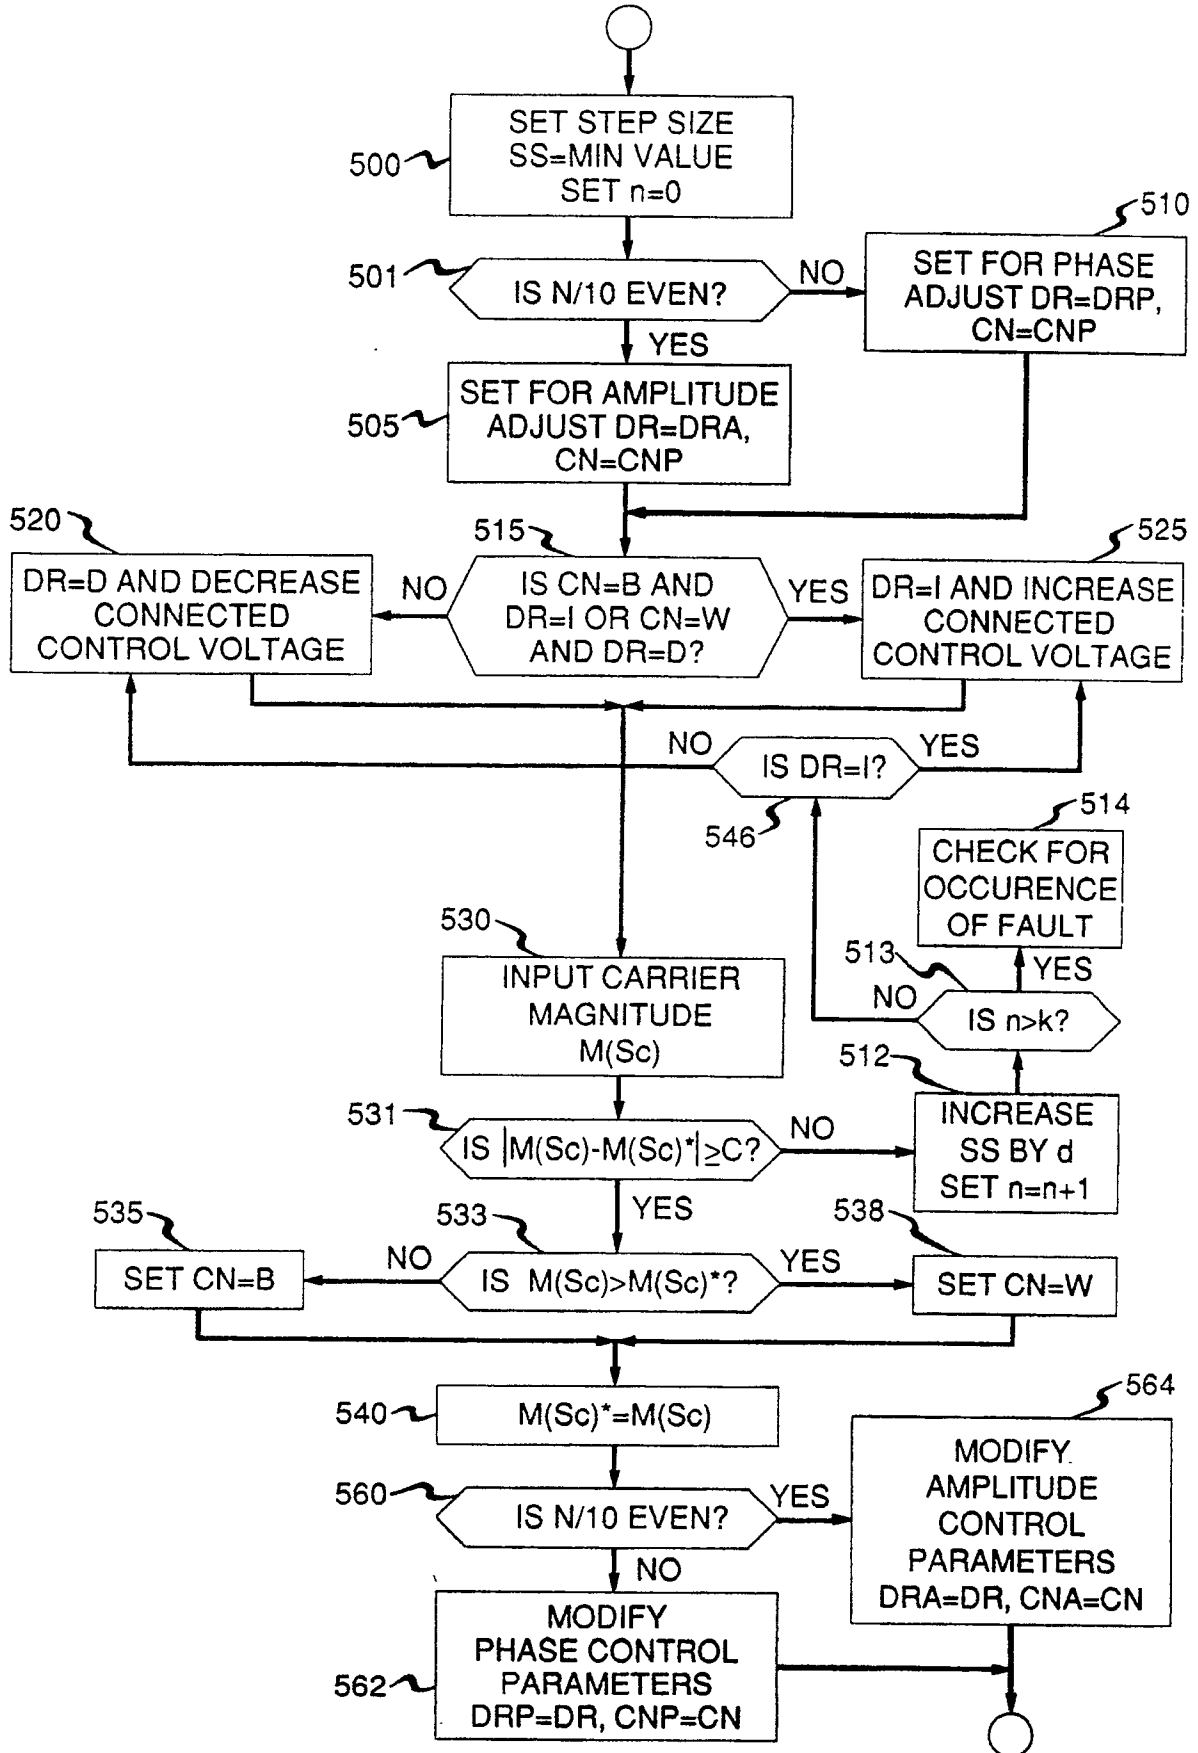 SET STEP SIZE
SS=MIN VALUE
SET n=0
500
510
501
IS N/10 EVEN?
NO
SET FOR PHASE
ADJUST DR=DRP,
CN=CNP
YES
505
SET FOR AMPLITUDE
ADJUST DR=DRA,
CN=CNP
520
515
525
DR=D AND DECREASE
CONNECTED
CONTROL VOLTAGE
NO
IS CN=B AND
DR=I OR CN=W
AND DR=D?
YES
DR=I AND INCREASE
CONNECTED
CONTROL VOLTAGE
NO
IS DR=I?
YES
546
514
CHECK FOR
OCCURENCE
OF FAULT
530
INPUT CARRIER
MAGNITUDE
M(Sc)
513
YES
NO
IS n>k?
512
INCREASE
SS BY d
SET n=n+1
531
IS |M(Sc)-M(Sc)*|≥C?
NO
YES
535
533
538
SET CN=B
NO
IS M(Sc)>M(Sc)*?
YES
SET CN=W
540
M(Sc)*=M(Sc)
564
560
IS N/10 EVEN?
YES
MODIFY
AMPLITUDE
CONTROL
PARAMETERS
DRA=DR, CNA=CN
NO
562
MODIFY
PHASE CONTROL
PARAMETERS
DRP=DR, CNP=CN